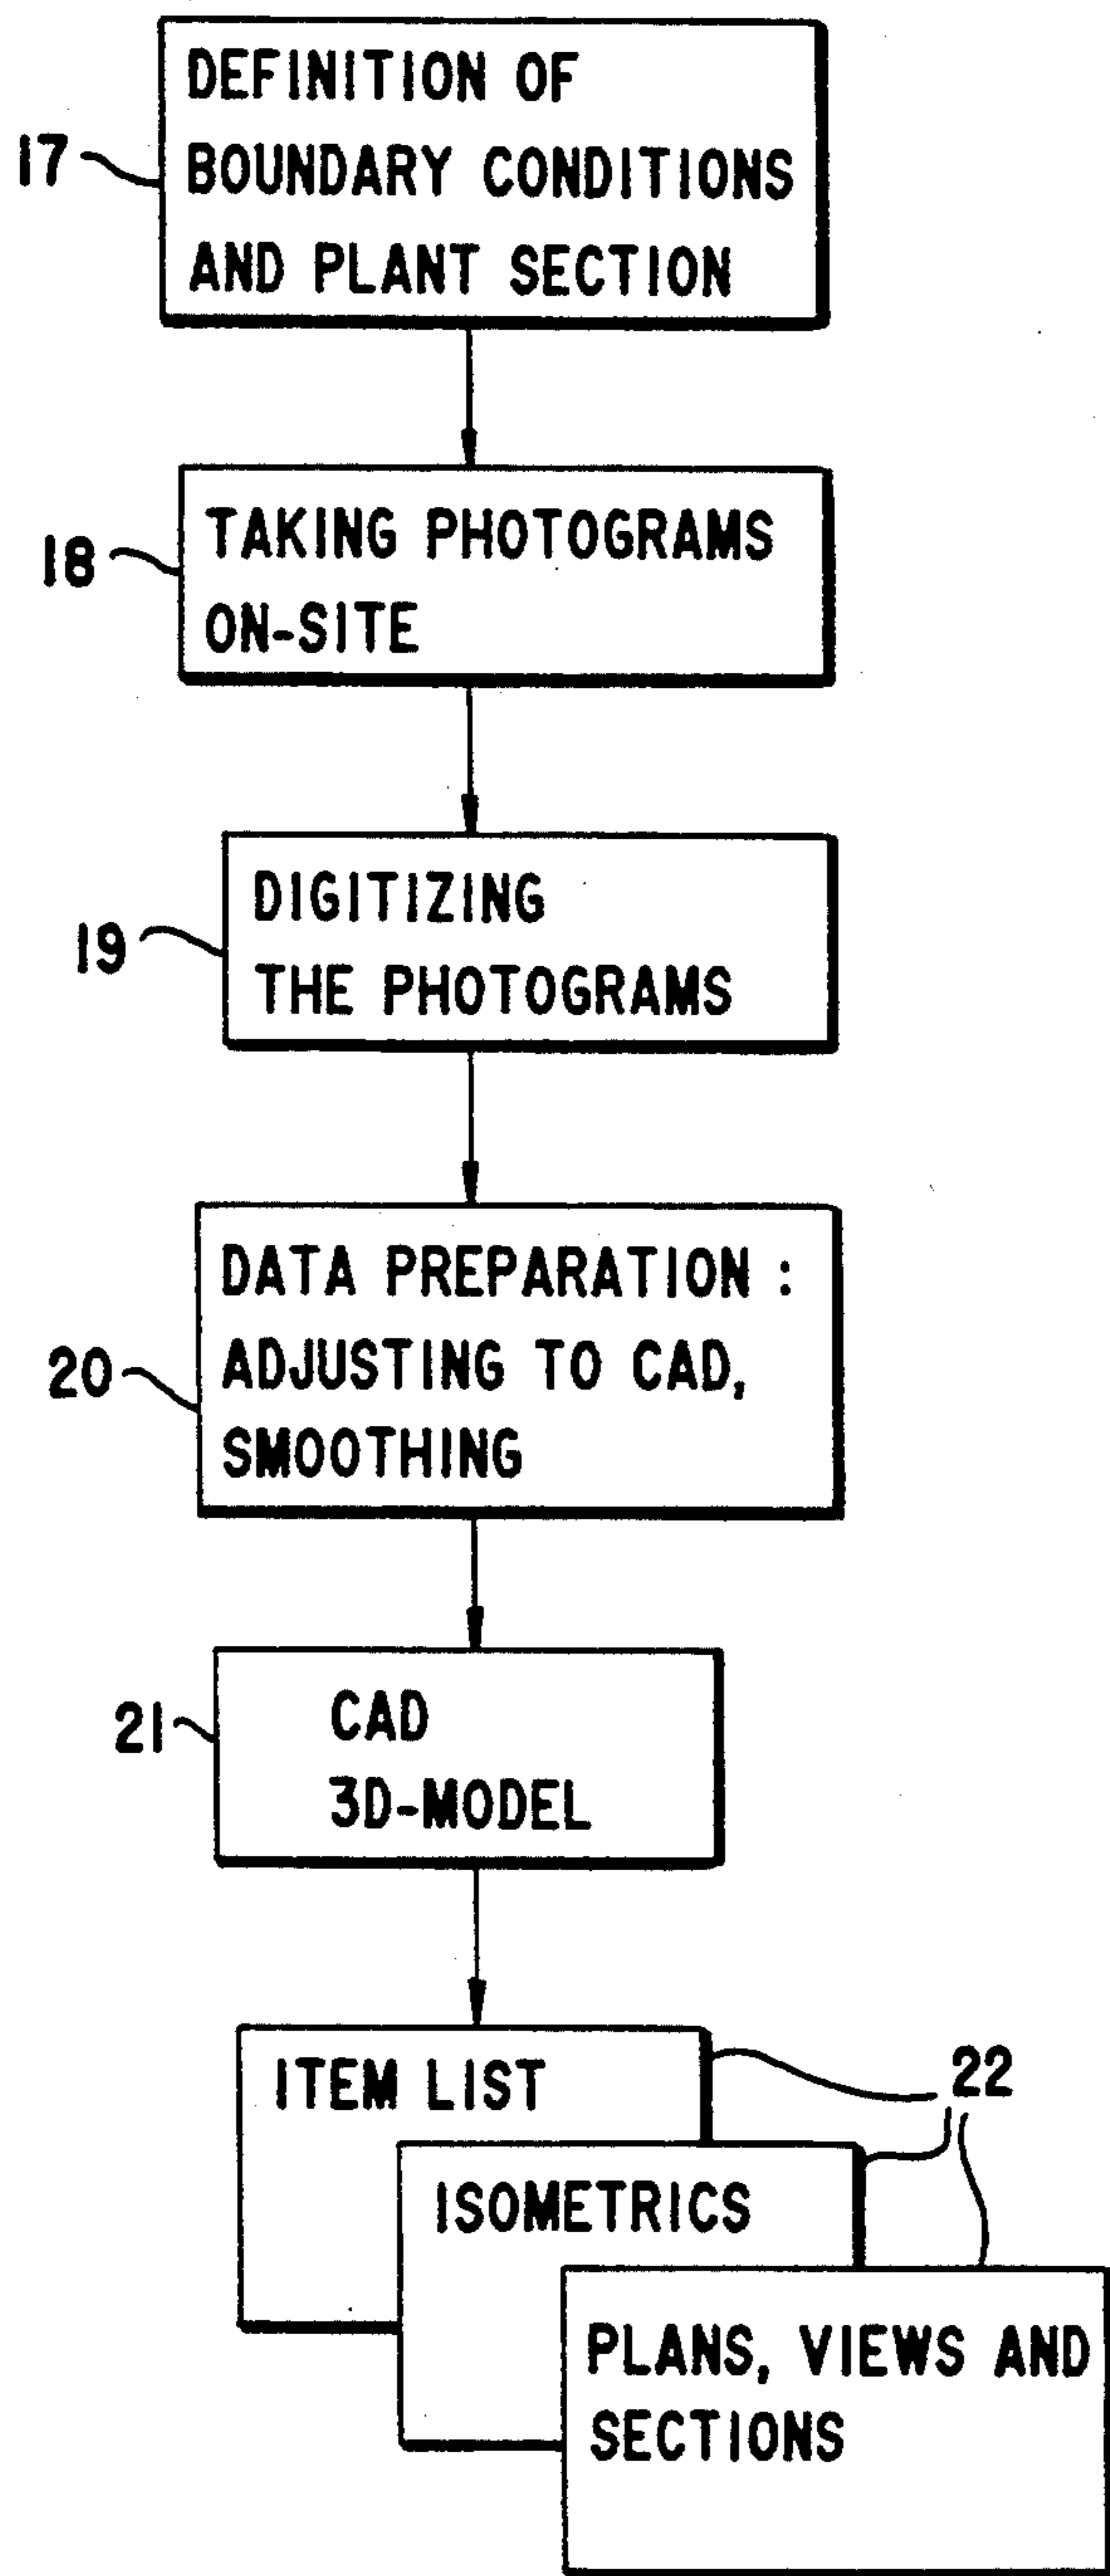 DEFINITION OF
17
BOUNDARY CONDITIONS
AND PLANT SECTION
TAKING PHOTOGRAMS
18
ON-SITE
DIGITIZING
19
THE PHOTOGRAMS
DATA PREPARATION :
20
ADJUSTING TO CAD,
SMOOTHING
21
CAD
3D-MODEL
ITEM LIST
22
ISOMETRICS
PLANS, VIEWS AND
SECTIONS